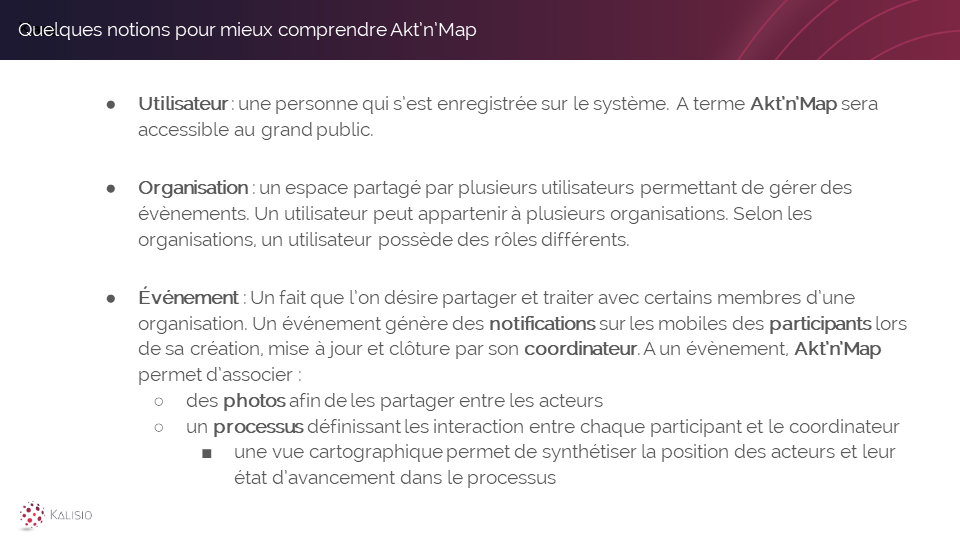 Quelques notions pour mieux comprendre Akt'n'Map
● Utilisateur : une personne qui s'est enregistrée sur le système. A terme Akt'n'Map sera
accessible au grand public.
● Organisation : un espace partagé par plusieurs utilisateurs permettant de gérer des
évènements. Un utilisateur peut appartenir à plusieurs organisations. Selon les
organisations, un utilisateur possède des rôles différents.
● Événement : Un fait que l'on désire partager et traiter avec certains membres d'une
organisation. Un événement génère des notifications sur les mobiles des participants lors
de sa création, mise à jour et clôture par son coordinateur. A un évènement, Akt'n'Map
permet d'associer :
○ des photos afin de les partager entre les acteurs
○ un processus définissant les interaction entre chaque participant et le coordinateur
■ une vue cartographique permet de synthétiser la position des acteurs et leur
état d'avancement dans le processus
KALISIO